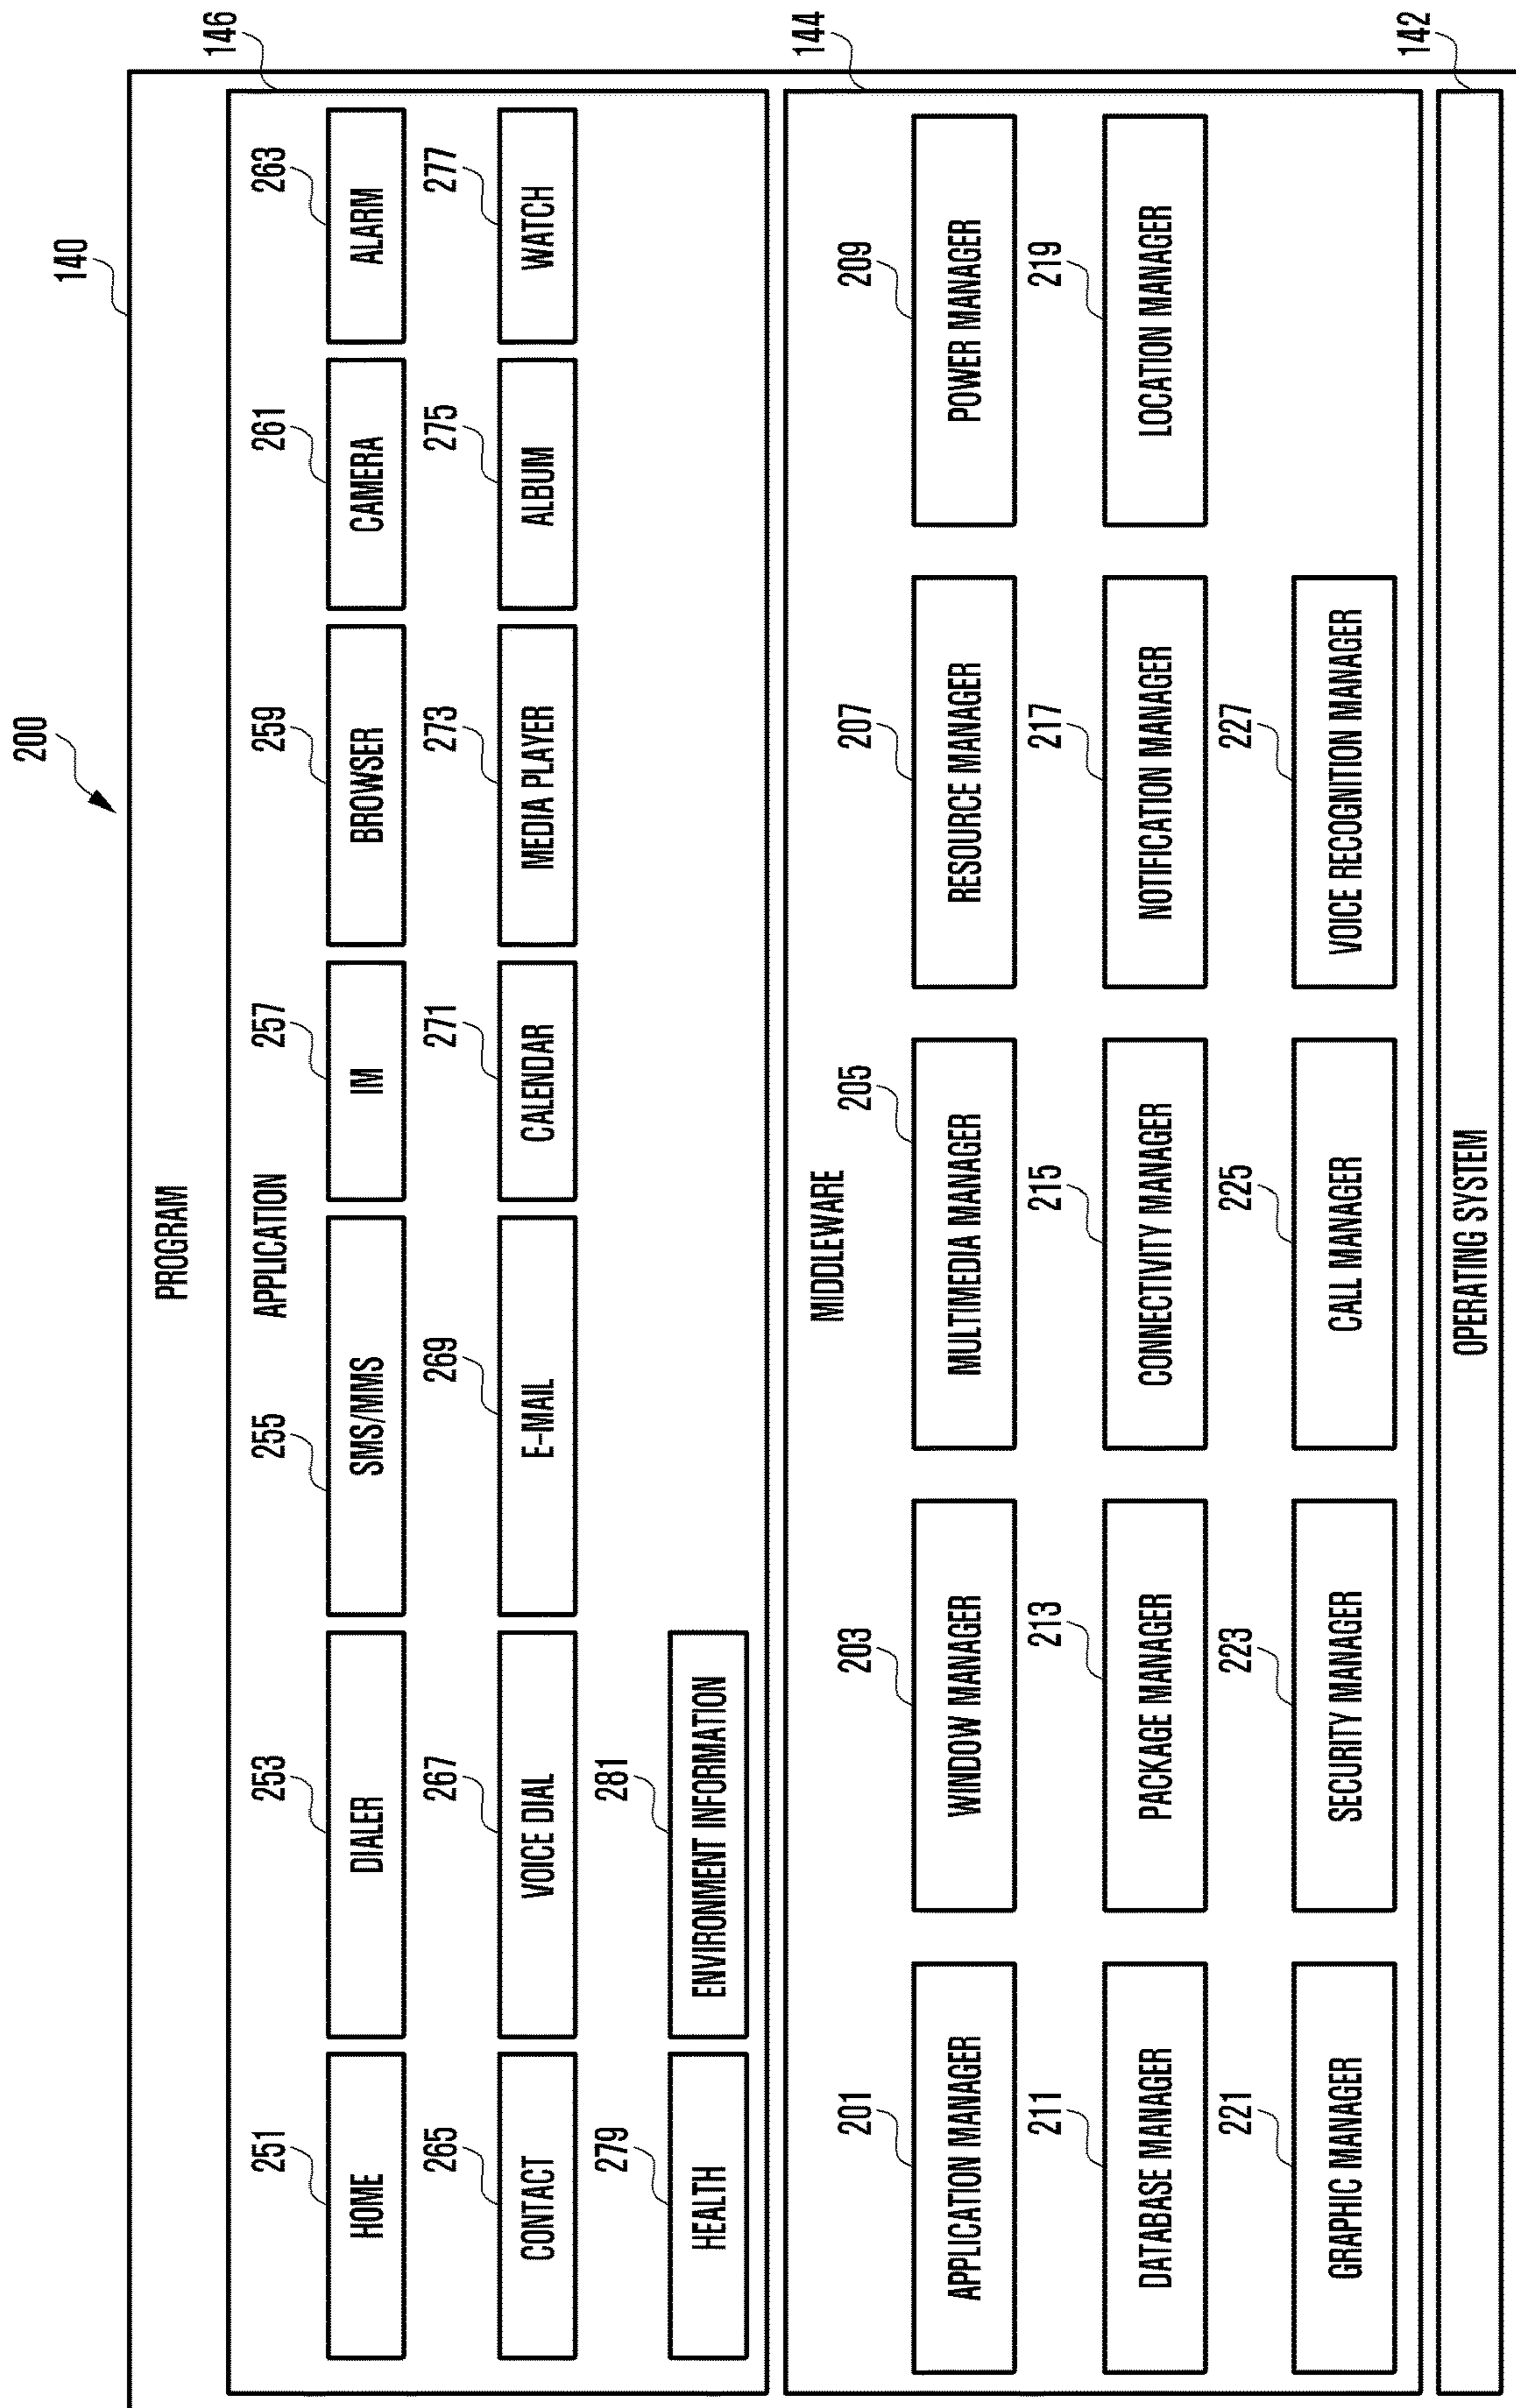 200
140
PROGRAM
146
APPLICATION
251
253
255
257
259
261
263
HOME
DIALER
SMS/MMS
IM
BROWSER
CAMERA
ALARM
265
267
269
271
273
275
277
CONTACT
VOICE DIAL
E-MAIL
CALENDAR
MEDIA PLAYER
ALBUM
WATCH
279
281
HEALTH
ENVIRONMENT INFORMATION
144
MIDDLEWARE
201
203
205
207
209
APPLICATION MANAGER
WINDOW MANAGER
MULTIMEDIA MANAGER
RESOURCE MANAGER
POWER MANAGER
211
213
215
217
219
DATABASE MANAGER
PACKAGE MANAGER
CONNECTIVITY MANAGER
NOTIFICATION MANAGER
LOCATION MANAGER
221
223
225
227
GRAPHIC MANAGER
SECURITY MANAGER
CALL MANAGER
VOICE RECOGNITION MANAGER
142
OPERATING SYSTEM